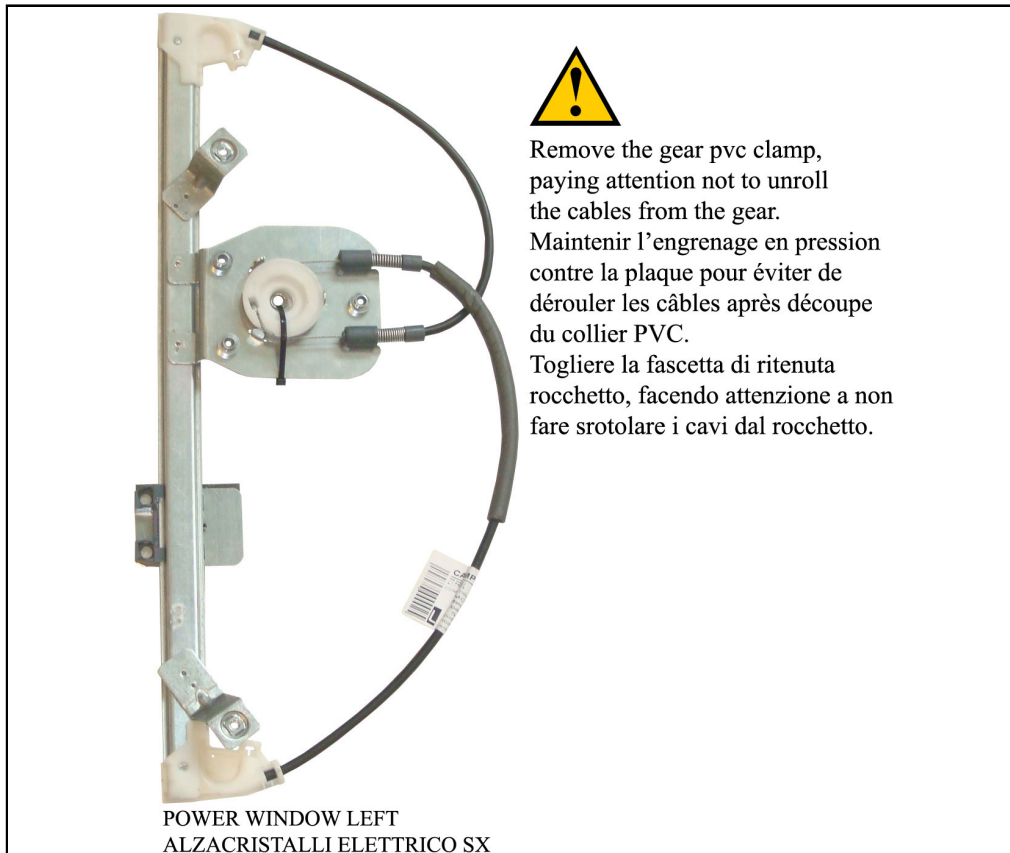 Remove the gear pvc clamp,
paying attention not to unroll
the cables from the gear.
Maintenir l’engrenage en pression
contre la plaque pour éviter de
dérouler les câbles après découpe
du collier PVC.
Togliere la fascetta di ritenuta
rocchetto, facendo attenzione a non
fare srotolare i cavi dal rocchetto.
POWER WINDOW LEFT
ALZACRISTALLI ELETTRICO SX